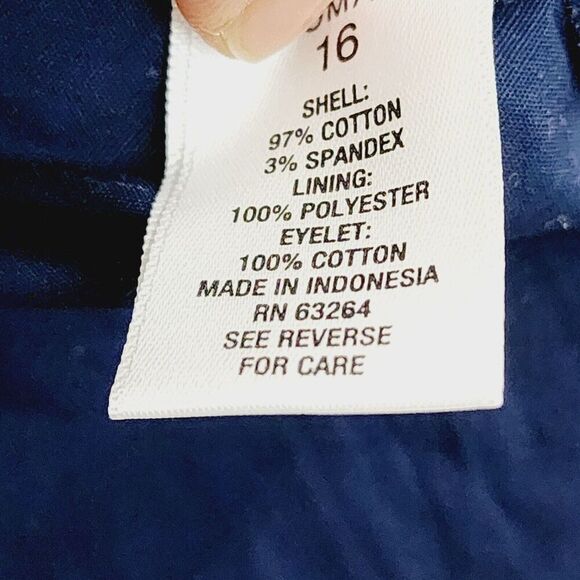 16
SHELL:
97% COTTON
3% SPANDEX
LINING:
100% POLYESTER
EYELET:
100% COTTON
MADE IN INDONESIA
RN 63264
SEE REVERSE
FOR CARE